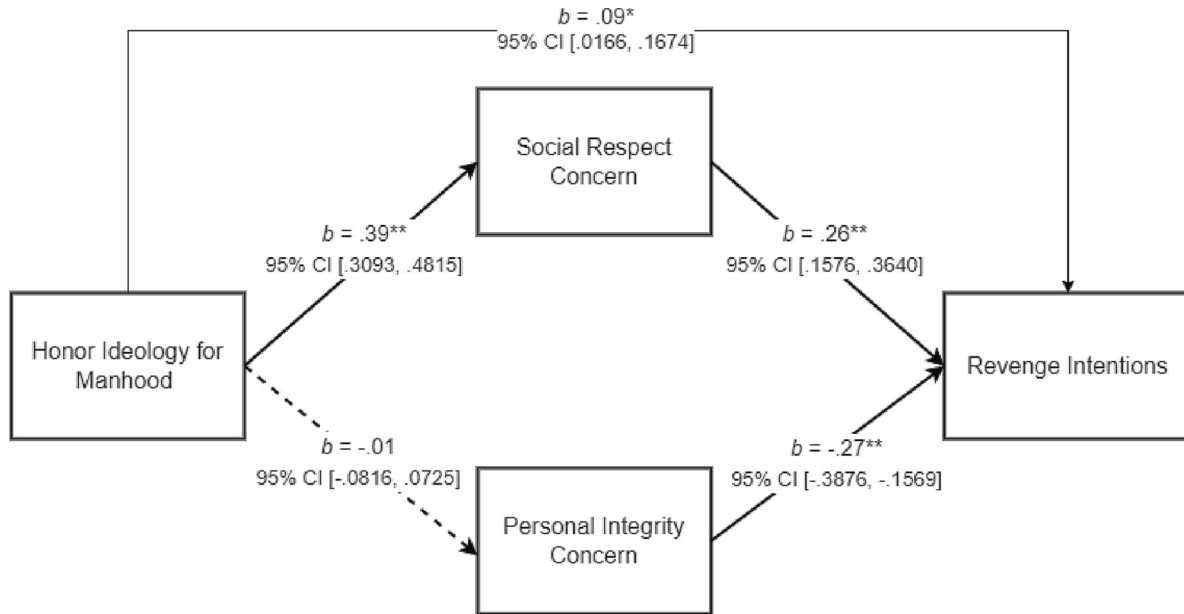 b = .09*
95% CI [.0166, .1674]
Social Respect
Concern
b = .39**
95% CI [.3093, .4815]
b = .26**
95% CI [.1576, .3640]
Honor Ideology for
Manhood
Revenge Intentions
b = -.01
95% CI [-.0816, .0725]
b = -.27**
95% CI [-.3876, -.1569]
Personal Integrity
Concern